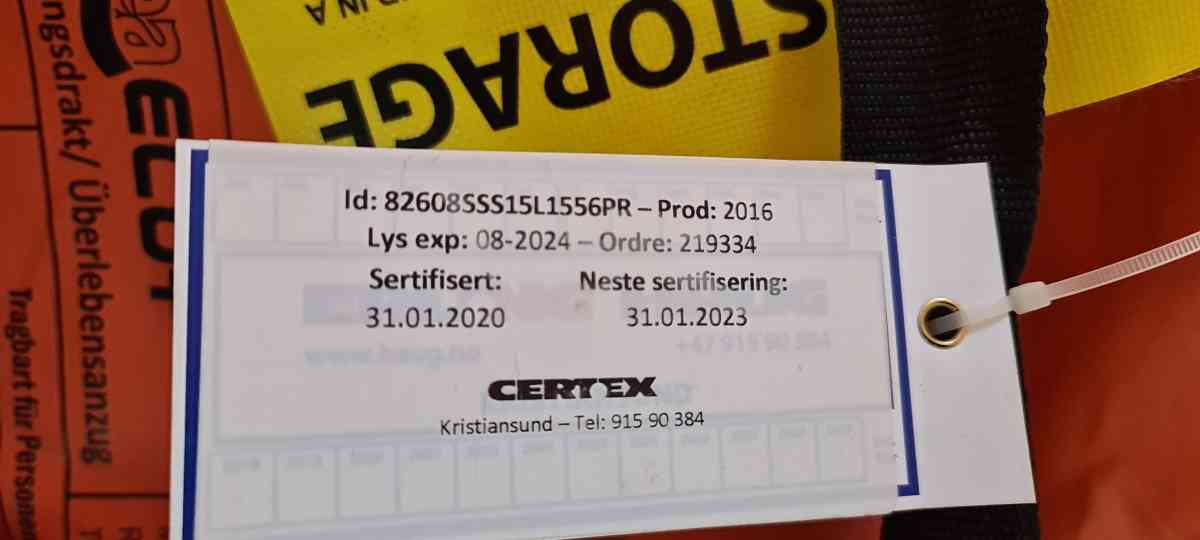 STORAGE
Id: 82608SSS15L1556PR – Prod: 2016
Lys exp: 08-2024 – Ordre: 219334
Sertifisert: Neste sertifisering:
31.01.2020 31.01.2023
CERTEX
Kristiansund – Tel: 915 90 384
ngsdrakt/ Überlebensanzug
Tragbart für Personen